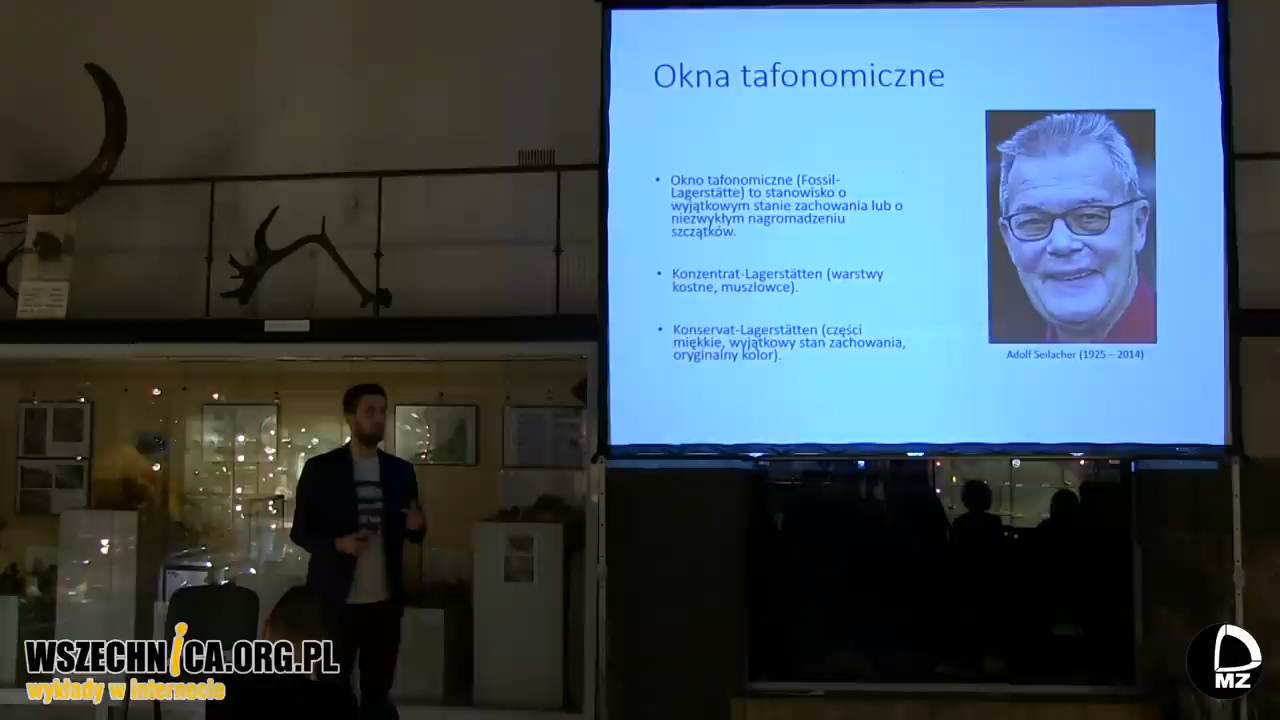 Okna tafonomiczne
• Okno tafonomiczne (Fossil-
Lagerstätte) to stanowisko o
wyjątkowym stanie zachowania lub o
niezwykłym nagromadzeniu
szczątków.
• Konzentrat-Lagerstätten (warstwy
kostne, muszlowce).
• Konservat-Lagerstätten (części
miękkie, wyjątkowy stan zachowania,
oryginalny kolor).
Adolf Seilacher (1925 – 2014)
WSZECHNiCA.ORG.PL
wykłady w internecie
MZ